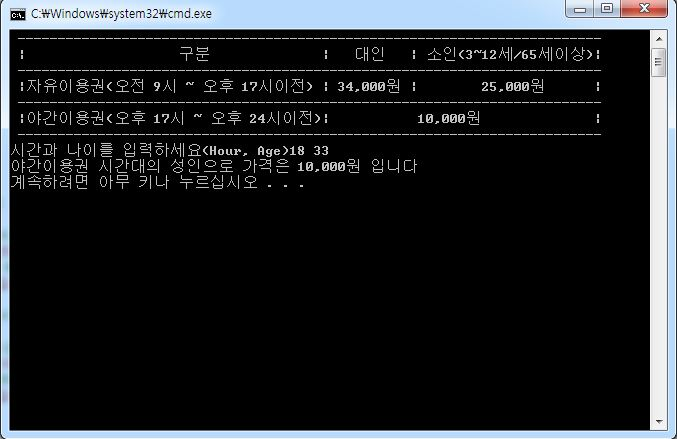 C:₩Windows₩system32₩cmd.exe
¦ 구분 ¦ 대인 ¦ 소인(3~12세/65세이상)¦
¦자유이용권(오전 9시 ~ 오후 17시이전) ¦ 34,000원 ¦ 25,000원 ¦
¦야간이용권(오후 17시 ~ 오후 24시이전)¦ 10,000원 ¦
시간과 나이를 입력하세요(Hour, Age)18 33
야간이용권 시간대의 성인으로 가격은 10,000원 입니다
계속하려면 아무 키나 누르십시오 . . .